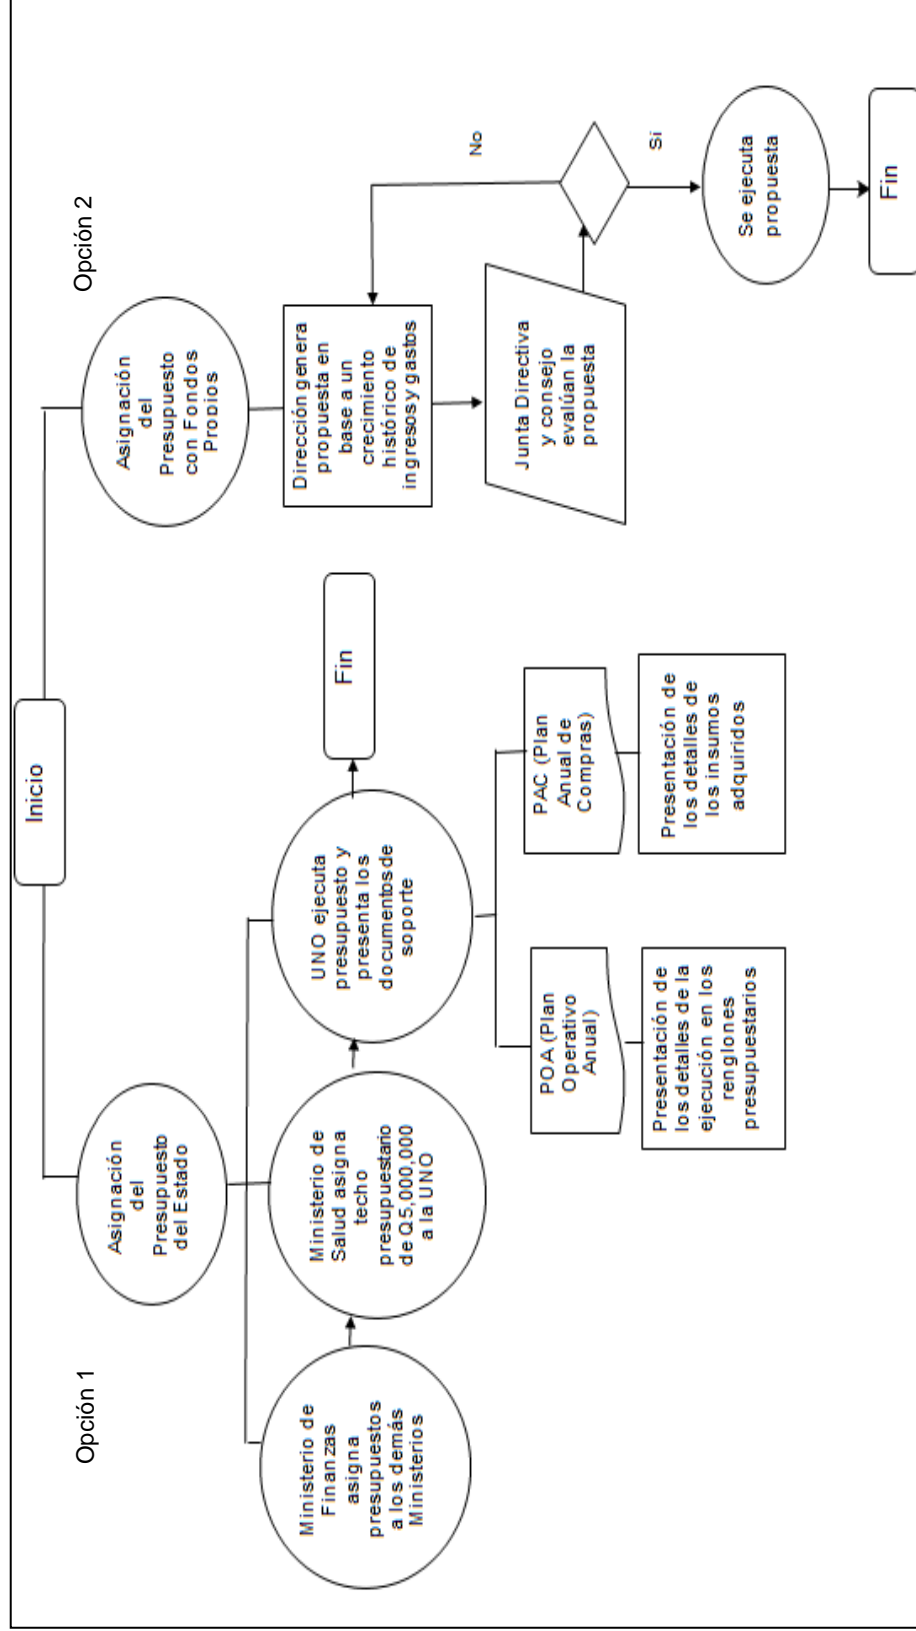 Inicio
Opción 1
Asignación
del
Presupuesto
del Estado
Ministerio de
Finanzas
asigna
presupuestos
a los demás
Ministerios
Ministerio de
Salud asigna
techo
presupuestario
de Q5,000,000
a la UNO
UNO ejecuta
presupuesto y
presenta los
documentos de
soporte
Fin
POA (Plan
Operativo
Anual)
Presentación de
los detalles de la
ejecución en los
renglones
presupuestarios
PAC (Plan
Anual de
Compras)
Presentación de
los detalles de
los insumos
adquiridos
Opción 2
Asignación
del
Presupuesto
con Fondos
Propios
Dirección genera
propuesta en
base a un
crecimiento
histórico de
ingresos y gastos
Junta Directiva
y consejo
evalúan la
propuesta
No
Sí
Se ejecuta
propuesta
Fin